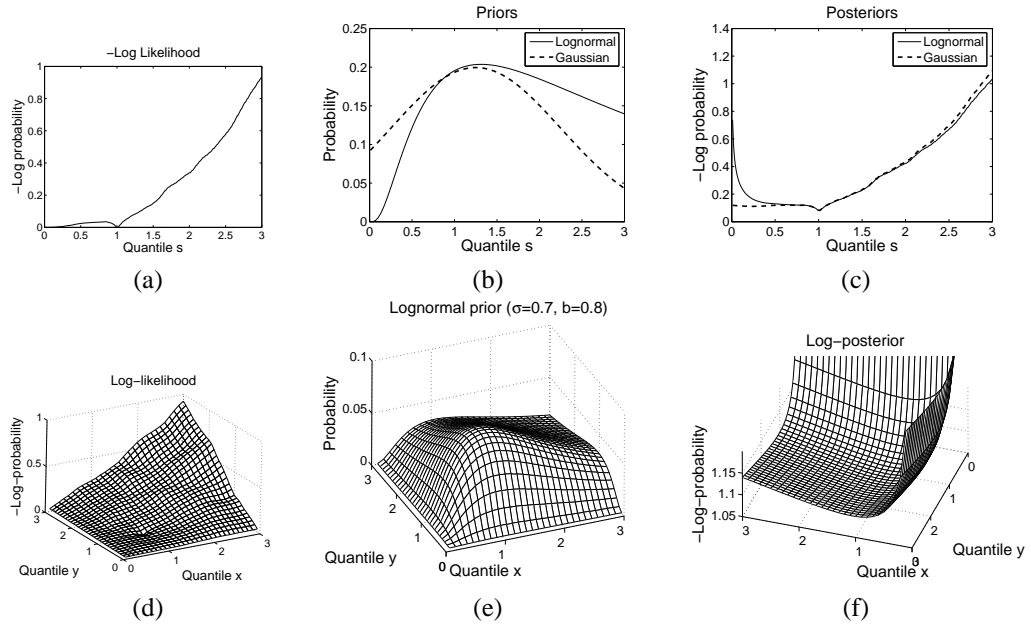 −Log Likelihood
−Log probability
1
0.8
0.6
0.4
0.2
0
0 0.5 1 1.5 2 2.5 3
Quantile s
(a)
Priors
Lognormal
Gaussian
Probability
0.25
0.2
0.15
0.1
0.05
0
0 0.5 1 1.5 2 2.5 3
Quantile s
(b)
Posteriors
Lognormal
Gaussian
−Log probability
1.4
1.2
1
0.8
0.6
0.4
0.2
0
0 0.5 1 1.5 2 2.5 3
Quantile s
(c)
Log−likelihood
−Log−probability
1
0.5
0
3
2
1
0
0
1
2
3
Quantile y
Quantile x
(d)
Lognormal prior (σ=0.7, b=0.8)
Probability
0.1
0.05
0
3
2
1
0
0
1
2
3
Quantile y
Quantile x
(e)
Log−posterior
−Log−probability
1.15
1.1
1.05
3
2
1
0
0
1
2
3
Quantile x
Quantile y
(f)